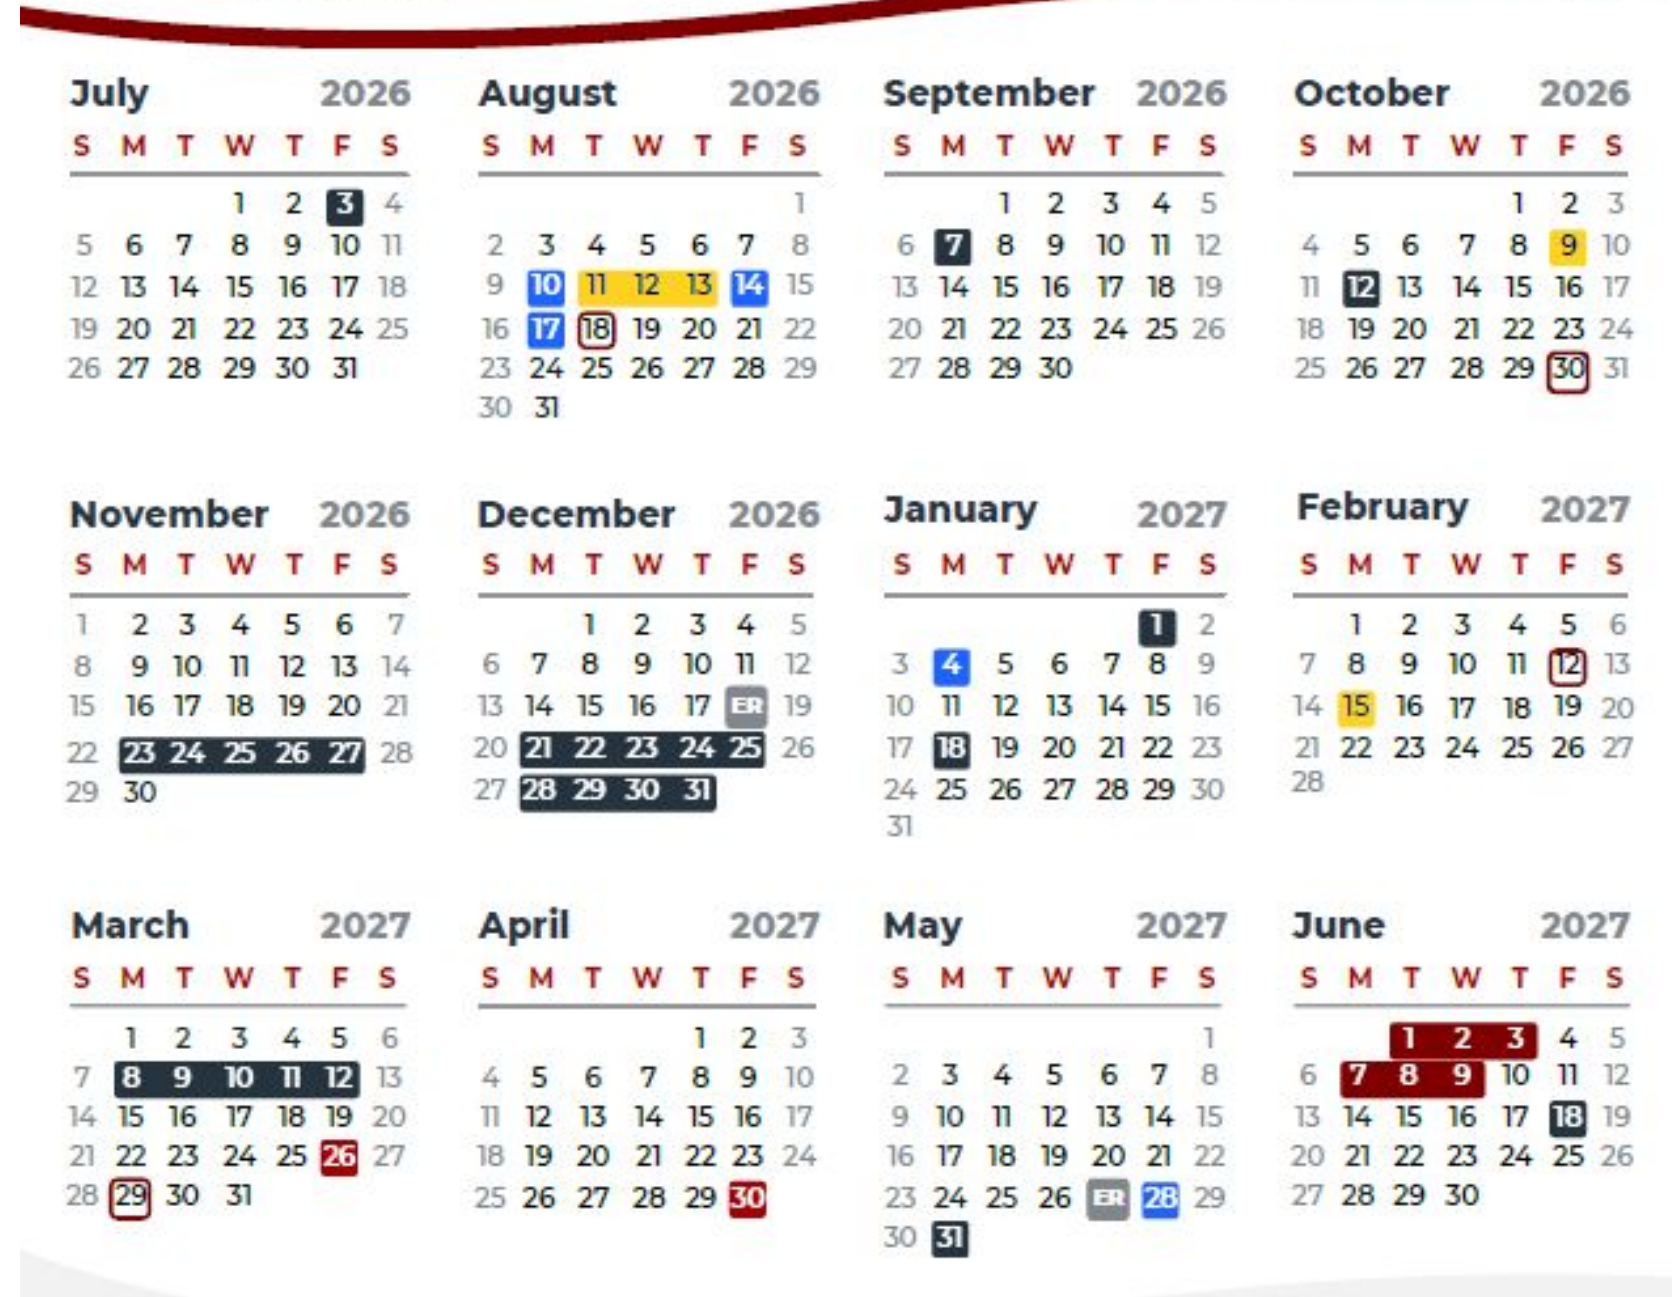 July 2026
S M T W T F S
1 2 3 4
5 6 7 8 9 10 11
12 13 14 15 16 17 18
19 20 21 22 23 24 25
26 27 28 29 30 31
August 2026
S M T W T F S
1
2 3 4 5 6 7 8
9 10 11 12 13 14 15
16 17 18 19 20 21 22
23 24 25 26 27 28 29
30 31
September 2026
S M T W T F S
1 2 3 4 5
6 7 8 9 10 11 12
13 14 15 16 17 18 19
20 21 22 23 24 25 26
27 28 29 30
October 2026
S M T W T F S
1 2 3
4 5 6 7 8 9 10
11 12 13 14 15 16 17
18 19 20 21 22 23 24
25 26 27 28 29 30 31
November 2026
S M T W T F S
1 2 3 4 5 6 7
8 9 10 11 12 13 14
15 16 17 18 19 20 21
22 23 24 25 26 27 28
29 30
December 2026
S M T W T F S
1 2 3 4 5
6 7 8 9 10 11 12
13 14 15 16 17 ER 19
20 21 22 23 24 25 26
27 28 29 30 31
January 2027
S M T W T F S
1 2
3 4 5 6 7 8 9
10 11 12 13 14 15 16
17 18 19 20 21 22 23
24 25 26 27 28 29 30
31
February 2027
S M T W T F S
1 2 3 4 5 6
7 8 9 10 11 12 13
14 15 16 17 18 19 20
21 22 23 24 25 26 27
28
March 2027
S M T W T F S
1 2 3 4 5 6
7 8 9 10 11 12 13
14 15 16 17 18 19 20
21 22 23 24 25 26 27
28 29 30 31
April 2027
S M T W T F S
1 2 3
4 5 6 7 8 9 10
11 12 13 14 15 16 17
18 19 20 21 22 23 24
25 26 27 28 29 30
May 2027
S M T W T F S
1
2 3 4 5 6 7 8
9 10 11 12 13 14 15
16 17 18 19 20 21 22
23 24 25 26 ER 28 29
30 31
June 2027
S M T W T F S
1 2 3 4 5
6 7 8 9 10 11 12
13 14 15 16 17 18 19
20 21 22 23 24 25 26
27 28 29 30